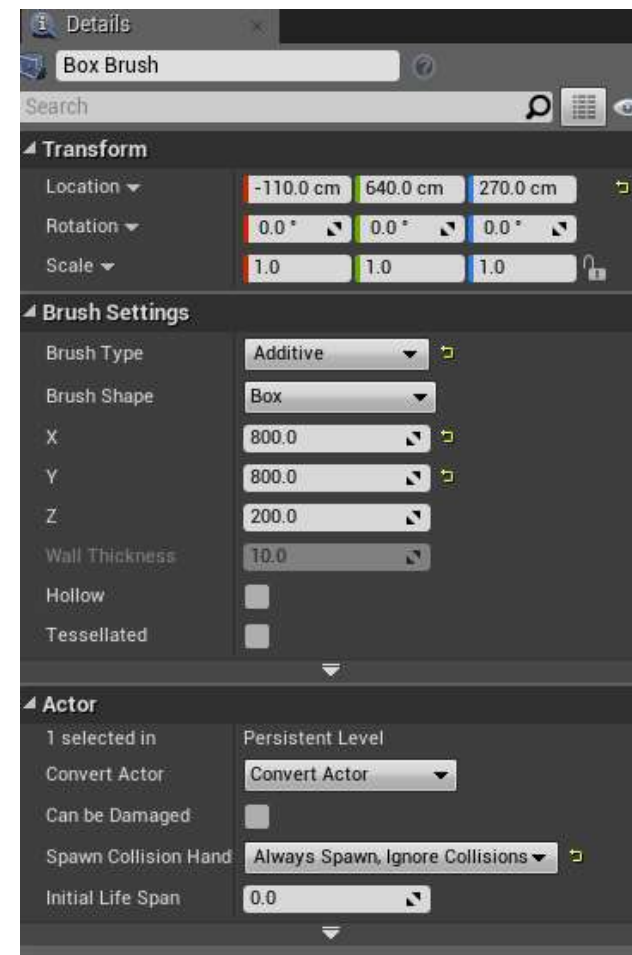 Details
Box Brush
Search
Transform
Location -110.0 cm 640.0 cm 270.0 cm
Rotation 0.0 ° 0.0 ° 0.0 °
Scale 1.0 1.0 1.0
Brush Settings
Brush Type Additive
Brush Shape Box
X 800.0
Y 800.0
Z 200.0
Wall Thickness 10.0
Hollow
Tessellated
Actor
1 selected in Persistent Level
Convert Actor Convert Actor
Can be Damaged
Spawn Collision Hand Always Spawn, Ignore Collisions
Initial Life Span 0.0